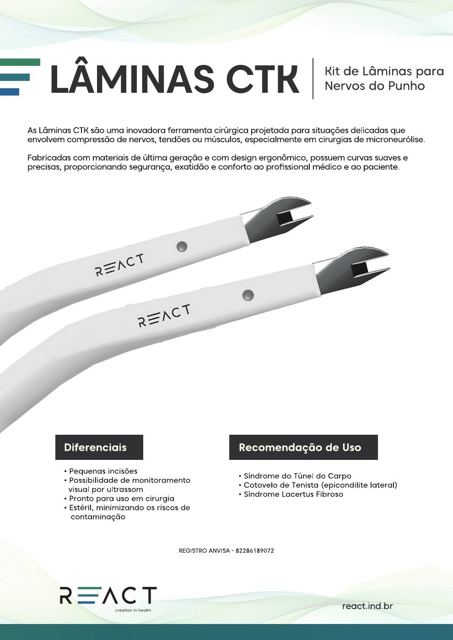 LÂMINAS CTK
Kit de Lâminas para
Nervos do Punho
As Lâminas CTK são uma inovadora ferramenta cirúrgica projetada para situações delicadas que
envolvem compressão de nervos, tendões ou músculos, especialmente em cirurgias de microneurólise.
Fabricadas com materiais de última geração e com design ergonômico, possuem curvas suaves e
precisas, proporcionando segurança, exatidão e conforto ao profissional médico e ao paciente.
REACT
REACT
Diferenciais
• Pequenas incisões
• Possibilidade de monitoramento
visual por ultrassom
• Pronto para uso em cirurgia
• Estéril, minimizando os riscos de
contaminação
Recomendação de Uso
• Síndrome do Túnel do Carpo
• Cotovelo de Tenista (epicondilite lateral)
• Síndrome Lacertus Fibroso
REGISTRO ANVISA - 82286189072
REACT
creation in health
react.ind.br